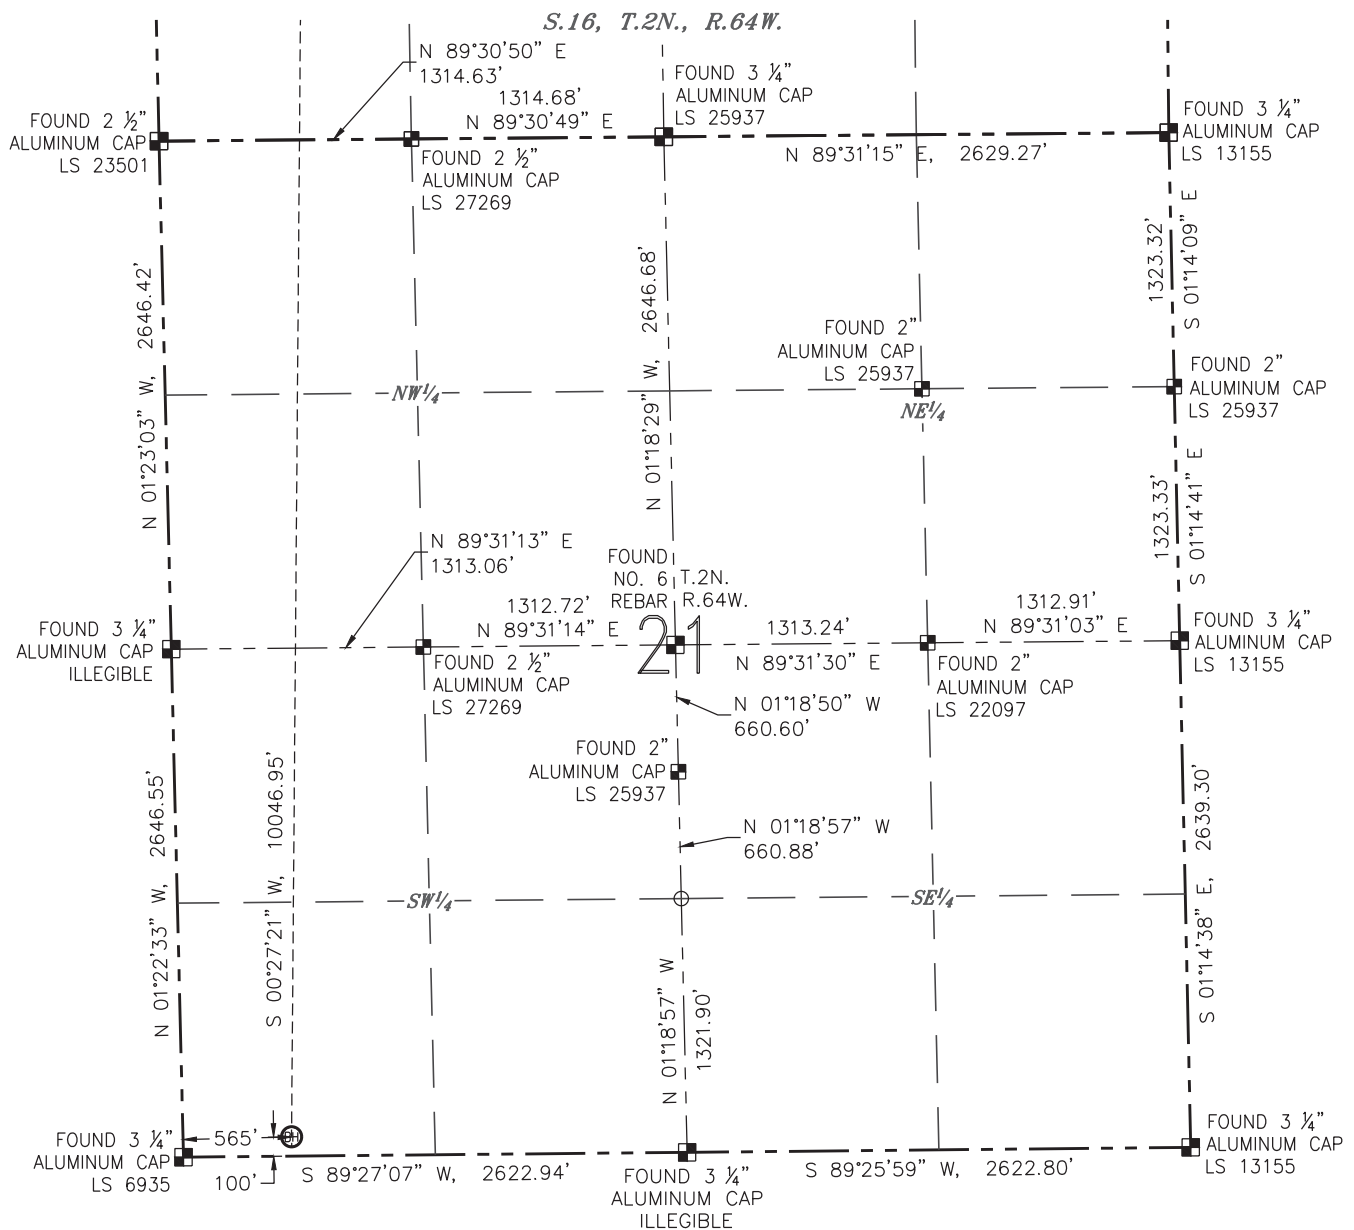 S.16, T.2N., R.64W.
N 89°30'50" E
1314.63'
1314.68'
N 89°30'49" E
FOUND 3 ¼"
ALUMINUM CAP
LS 25937
FOUND 2 ½"
ALUMINUM CAP
LS 23501
FOUND 2 ½"
ALUMINUM CAP
LS 27269
N 89°31'15" E, 2629.27'
FOUND 3 ¼"
ALUMINUM CAP
LS 13155
N 01°23'03" W, 2646.42'
N 01°18'29" W, 2646.68'
1323.32'
S 01°14'09" E
FOUND 2"
ALUMINUM CAP
LS 25937
FOUND 2"
ALUMINUM CAP
LS 25937
NW¼
NE¼
1323.33'
S 01°14'41" E
N 89°31'13" E
1313.06'
FOUND
NO. 6
REBAR
T.2N.
R.64W.
21
1312.72'
N 89°31'14" E
1313.24'
N 89°31'30" E
1312.91'
N 89°31'03" E
FOUND 3 ¼"
ALUMINUM CAP
ILLEGIBLE
FOUND 2 ½"
ALUMINUM CAP
LS 27269
FOUND 2"
ALUMINUM CAP
LS 22097
FOUND 3 ¼"
ALUMINUM CAP
LS 13155
N 01°18'50" W
660.60'
FOUND 2"
ALUMINUM CAP
LS 25937
N 01°18'57" W
660.88'
N 01°22'33" W, 2646.55'
S 00°27'21" W, 10046.95'
S 01°14'38" E, 2639.30'
SW¼
SE¼
N 01°18'57" W
1321.90'
565'
100'
FOUND 3 ¼"
ALUMINUM CAP
LS 6935
S 89°27'07" W, 2622.94'
FOUND 3 ¼"
ALUMINUM CAP
ILLEGIBLE
S 89°25'59" W, 2622.80'
FOUND 3 ¼"
ALUMINUM CAP
LS 13155